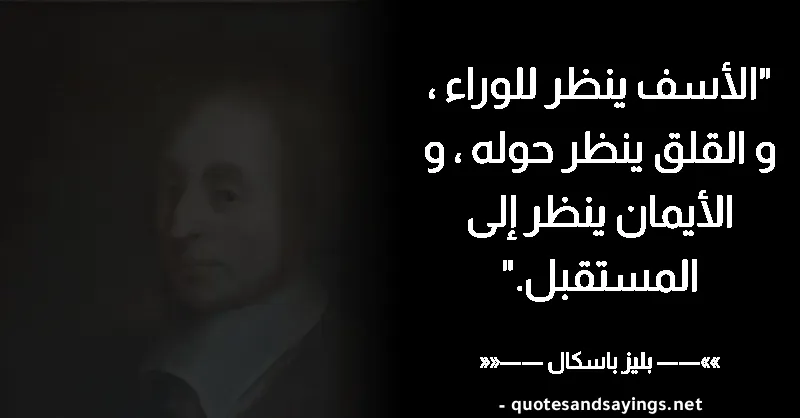 "الأسف ينظر للوراء ،
و القلق ينظر حوله ، و
الأيمان ينظر إلى
المستقبل."
»»—— بليز باسكال ——««
- quotesandsayings.net